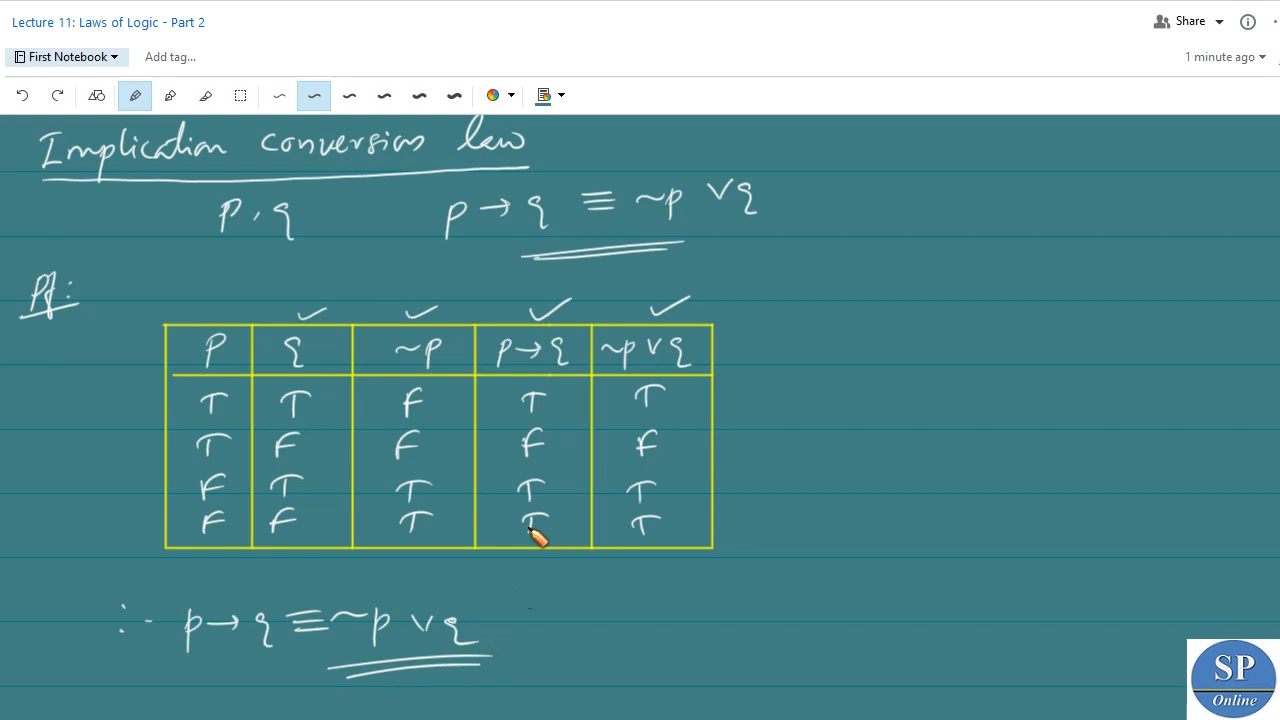 Lecture 11: Laws of Logic - Part 2
Share
First Notebook
Add tag...
1 minute ago
Implication conversion law
p, q p → q ≡ ~p ∨ q
Pf:
p q ~p p → q ~p ∨ q
T T F T T
T F F F F
F T T T T
F F T T T
∴ p → q ≡ ~p ∨ q
SP
Online